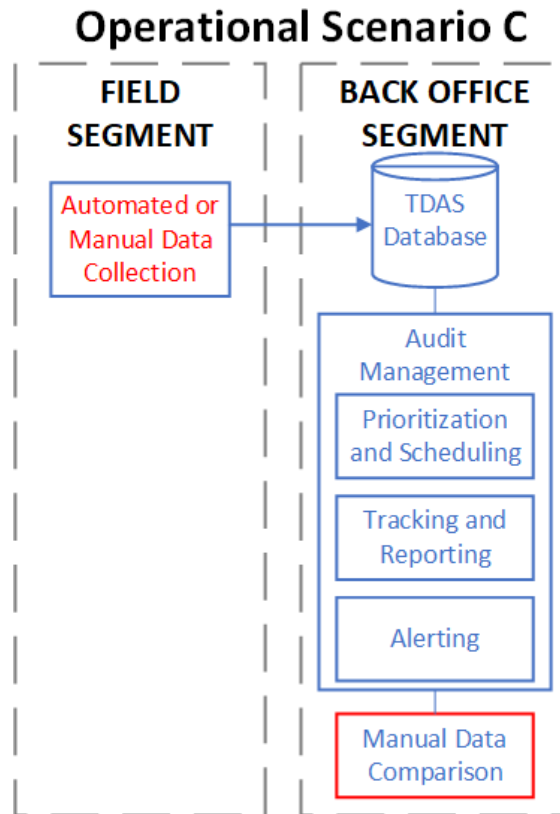 Operational Scenario C
FIELD
SEGMENT
Automated or
Manual Data
Collection
BACK OFFICE
SEGMENT
TDAS
Database
Audit
Management
Prioritization
and Scheduling
Tracking and
Reporting
Alerting
Manual Data
Comparison